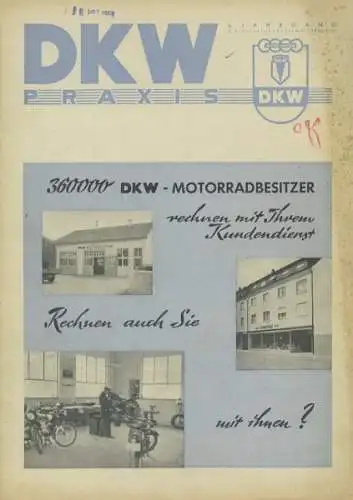 DKW
PRAXIS
DKW
360000 DKW - MOTORRADBESITZER
rechnen mit Ihrem
Kundendienst
Rechnen auch Sie
mit ihnen?